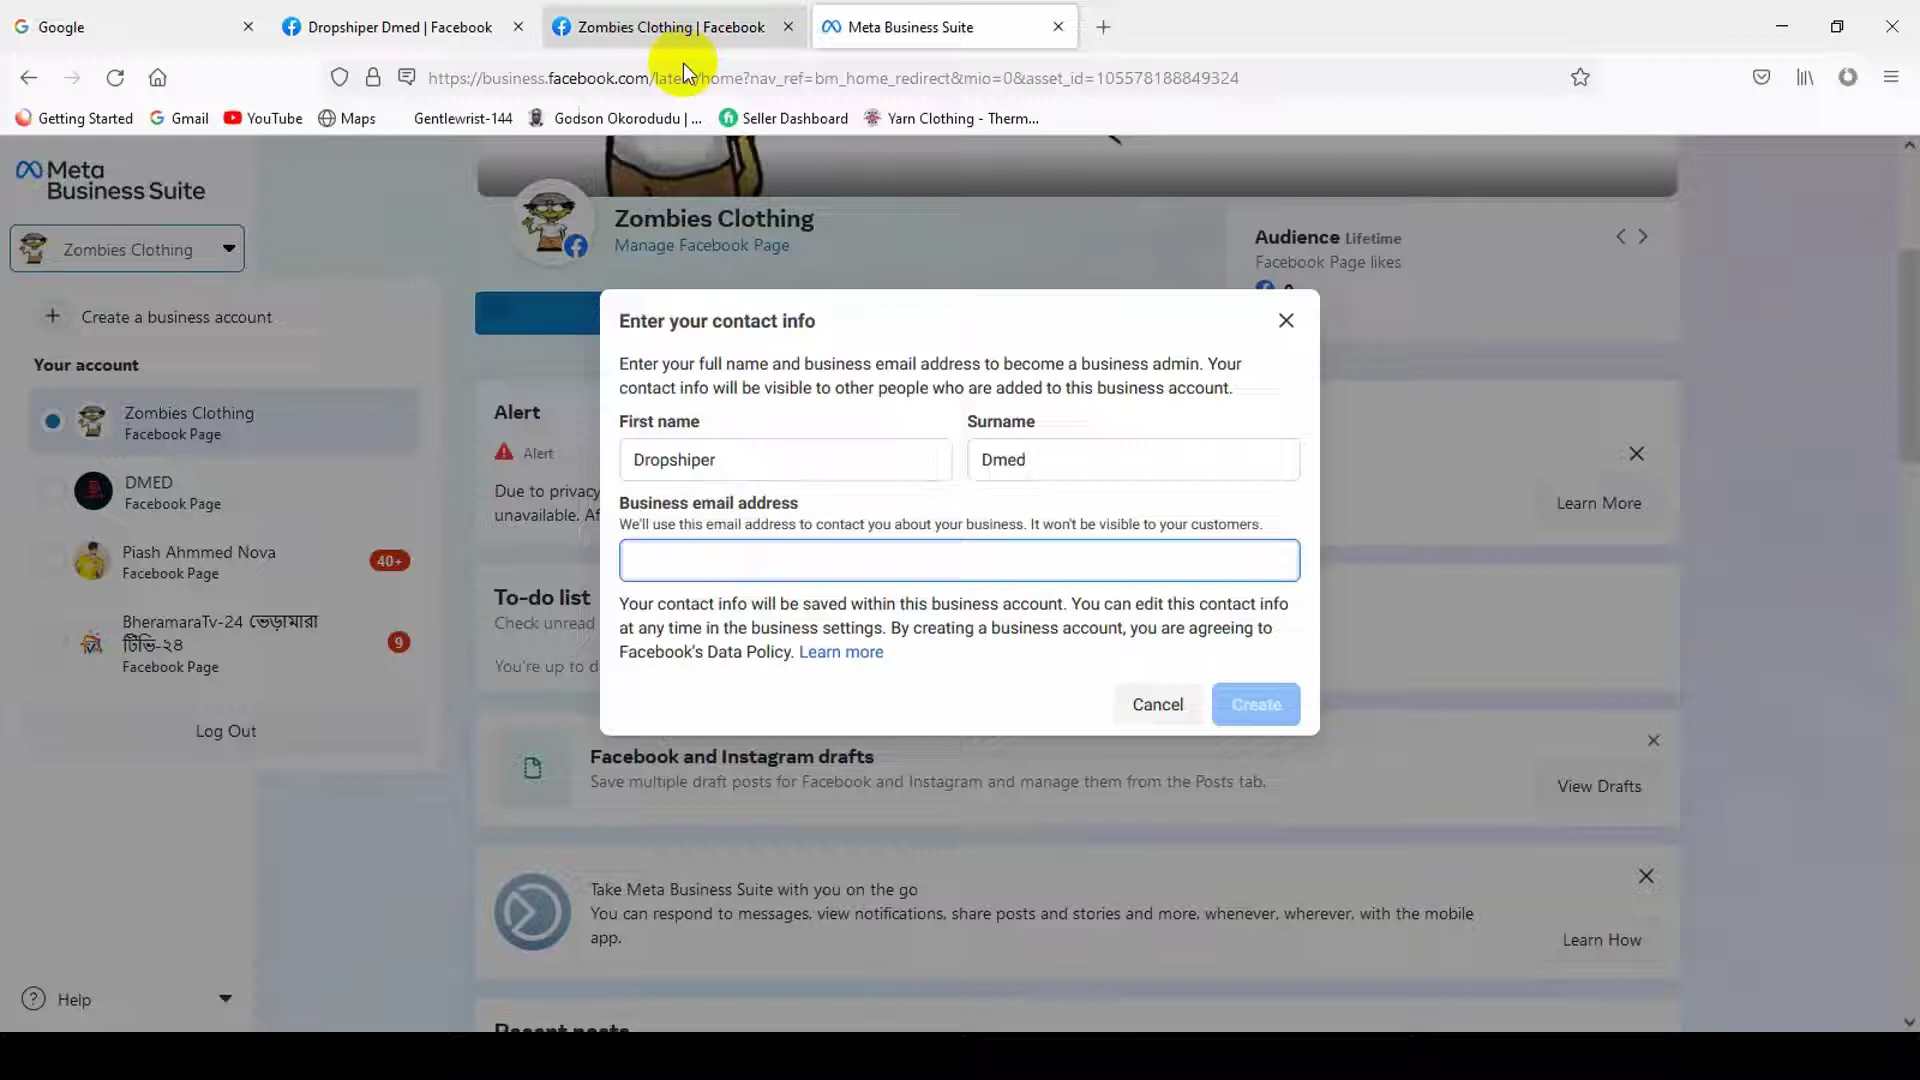 Google
Dropshiper Dmed | Facebook
Zombies Clothing | Facebook
Meta Business Suite
https://business.facebook.com/latest/home?nav_ref=bm_home_redirect&mio=0&asset_id=105578188849324
Getting Started
Gmail
YouTube
Maps
Gentlewrist-144
Godson Okorodudu | ...
Seller Dashboard
Yarn Clothing - Therm...
Meta
Business Suite
Zombies Clothing
Create a business account
Your account
Zombies Clothing
Facebook Page
DMED
Facebook Page
Piash Ahmmed Nova
Facebook Page
40+
BheramaraTv-24 ভেড়ামারা
টিভি-২৪
Facebook Page
9
Log Out
Help
Zombies Clothing
Manage Facebook Page
Audience Lifetime
Facebook Page likes
Alert
Alert
Due to privacy
unavailable.
Learn More
To-do list
Check unread
You're up to d
Enter your contact info
Enter your full name and business email address to become a business admin. Your
contact info will be visible to other people who are added to this business account.
First name
Surname
Dropshiper
Dmed
Business email address
We'll use this email address to contact you about your business. It won't be visible to your customers.
Your contact info will be saved within this business account. You can edit this contact info
at any time in the business settings. By creating a business account, you are agreeing to
Facebook's Data Policy. Learn more
Cancel
Create
Facebook and Instagram drafts
Save multiple draft posts for Facebook and Instagram and manage them from the Posts tab.
View Drafts
Take Meta Business Suite with you on the go
You can respond to messages, view notifications, share posts and stories and more, whenever, wherever, with the mobile
app.
Learn How
Recent posts